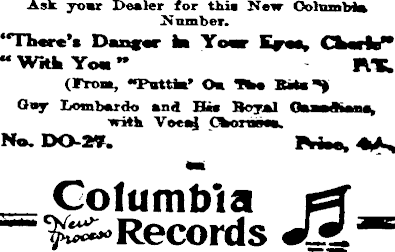 Ask your Dealer for this New Columbia
Number.
"There's Danger in Your Eyes, Cherie"
"With You" F.T.
(From, "Puttin' On The Ritz")
Guy Lombardo and His Royal Canadians,
with Vocal Choruses.
No. DO-27. Price, 4/-
Columbia
New
Process Records